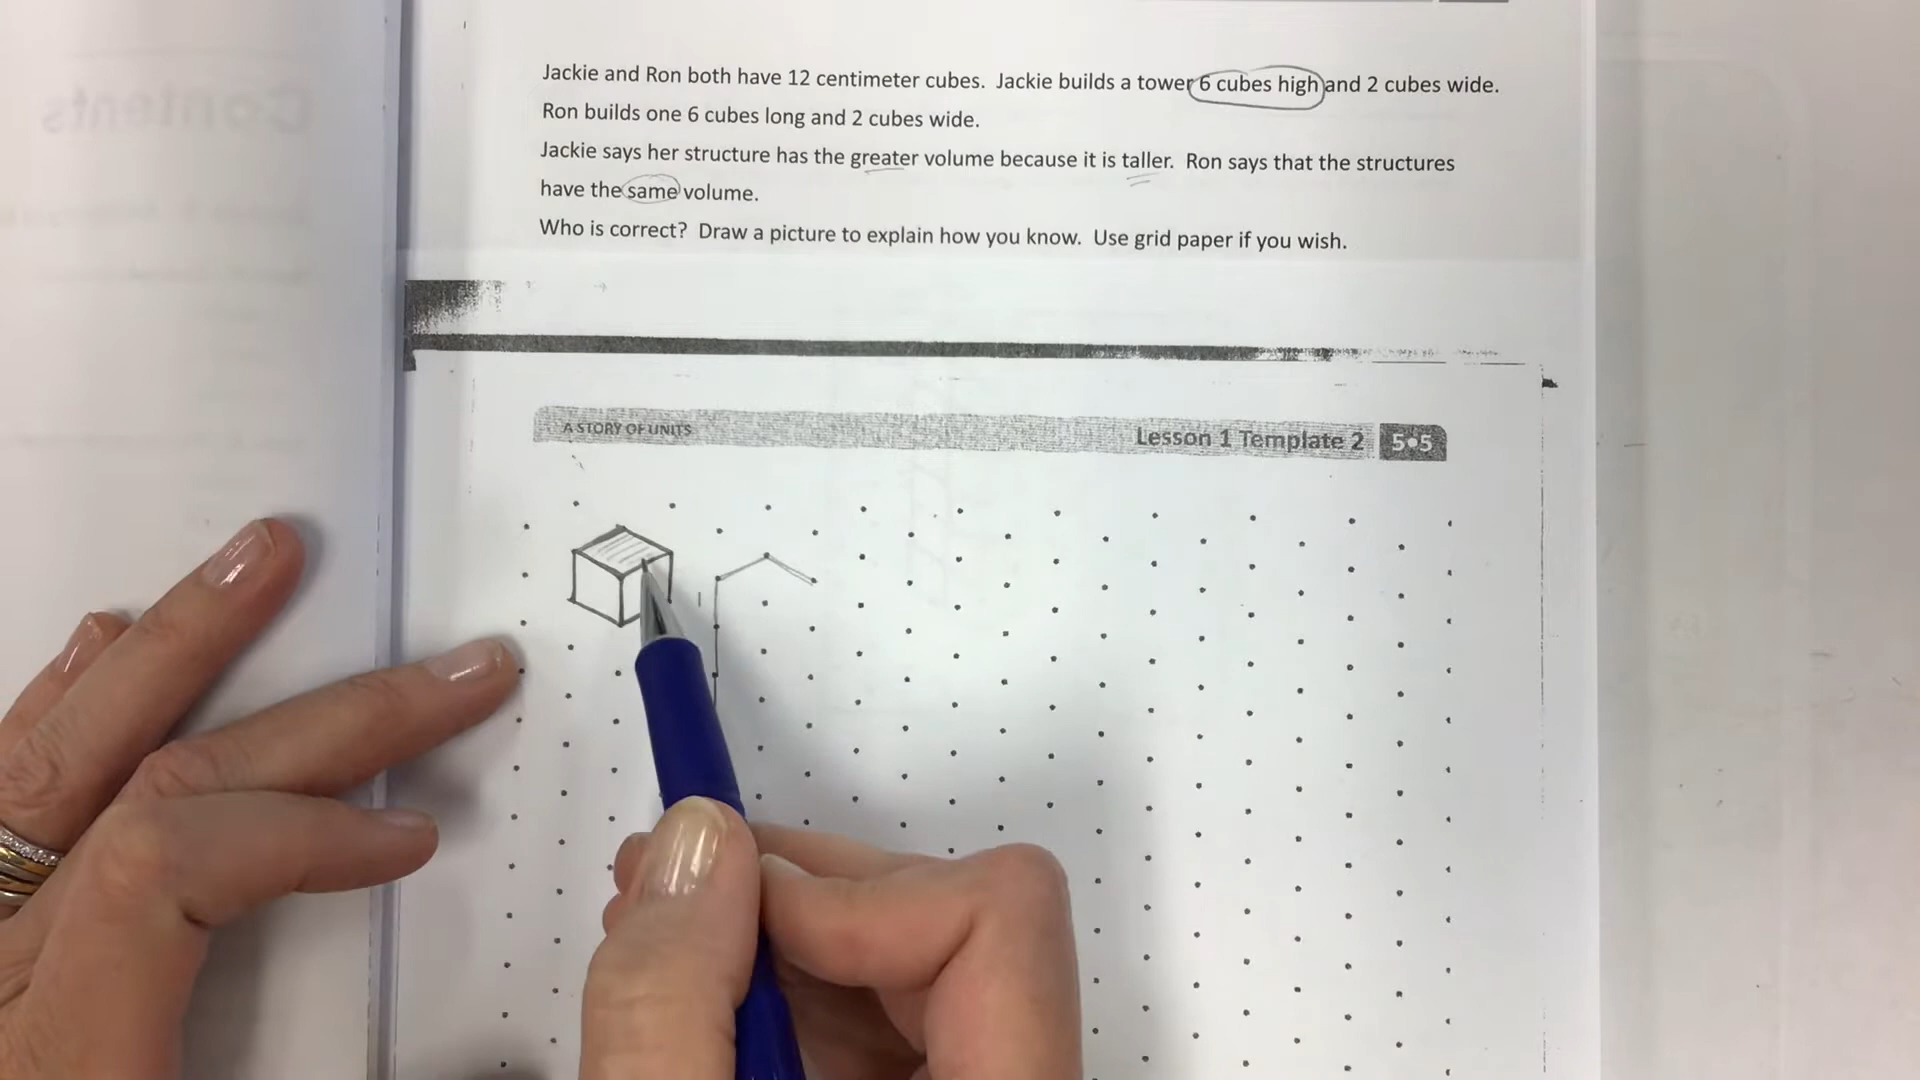 Contents
Jackie and Ron both have 12 centimeter cubes. Jackie builds a tower 6 cubes high and 2 cubes wide.
Ron builds one 6 cubes long and 2 cubes wide.
Jackie says her structure has the greater volume because it is taller. Ron says that the structures
have the same volume.
Who is correct? Draw a picture to explain how you know. Use grid paper if you wish.
A STORY OF UNITS
Lesson 1 Template 2 5•5